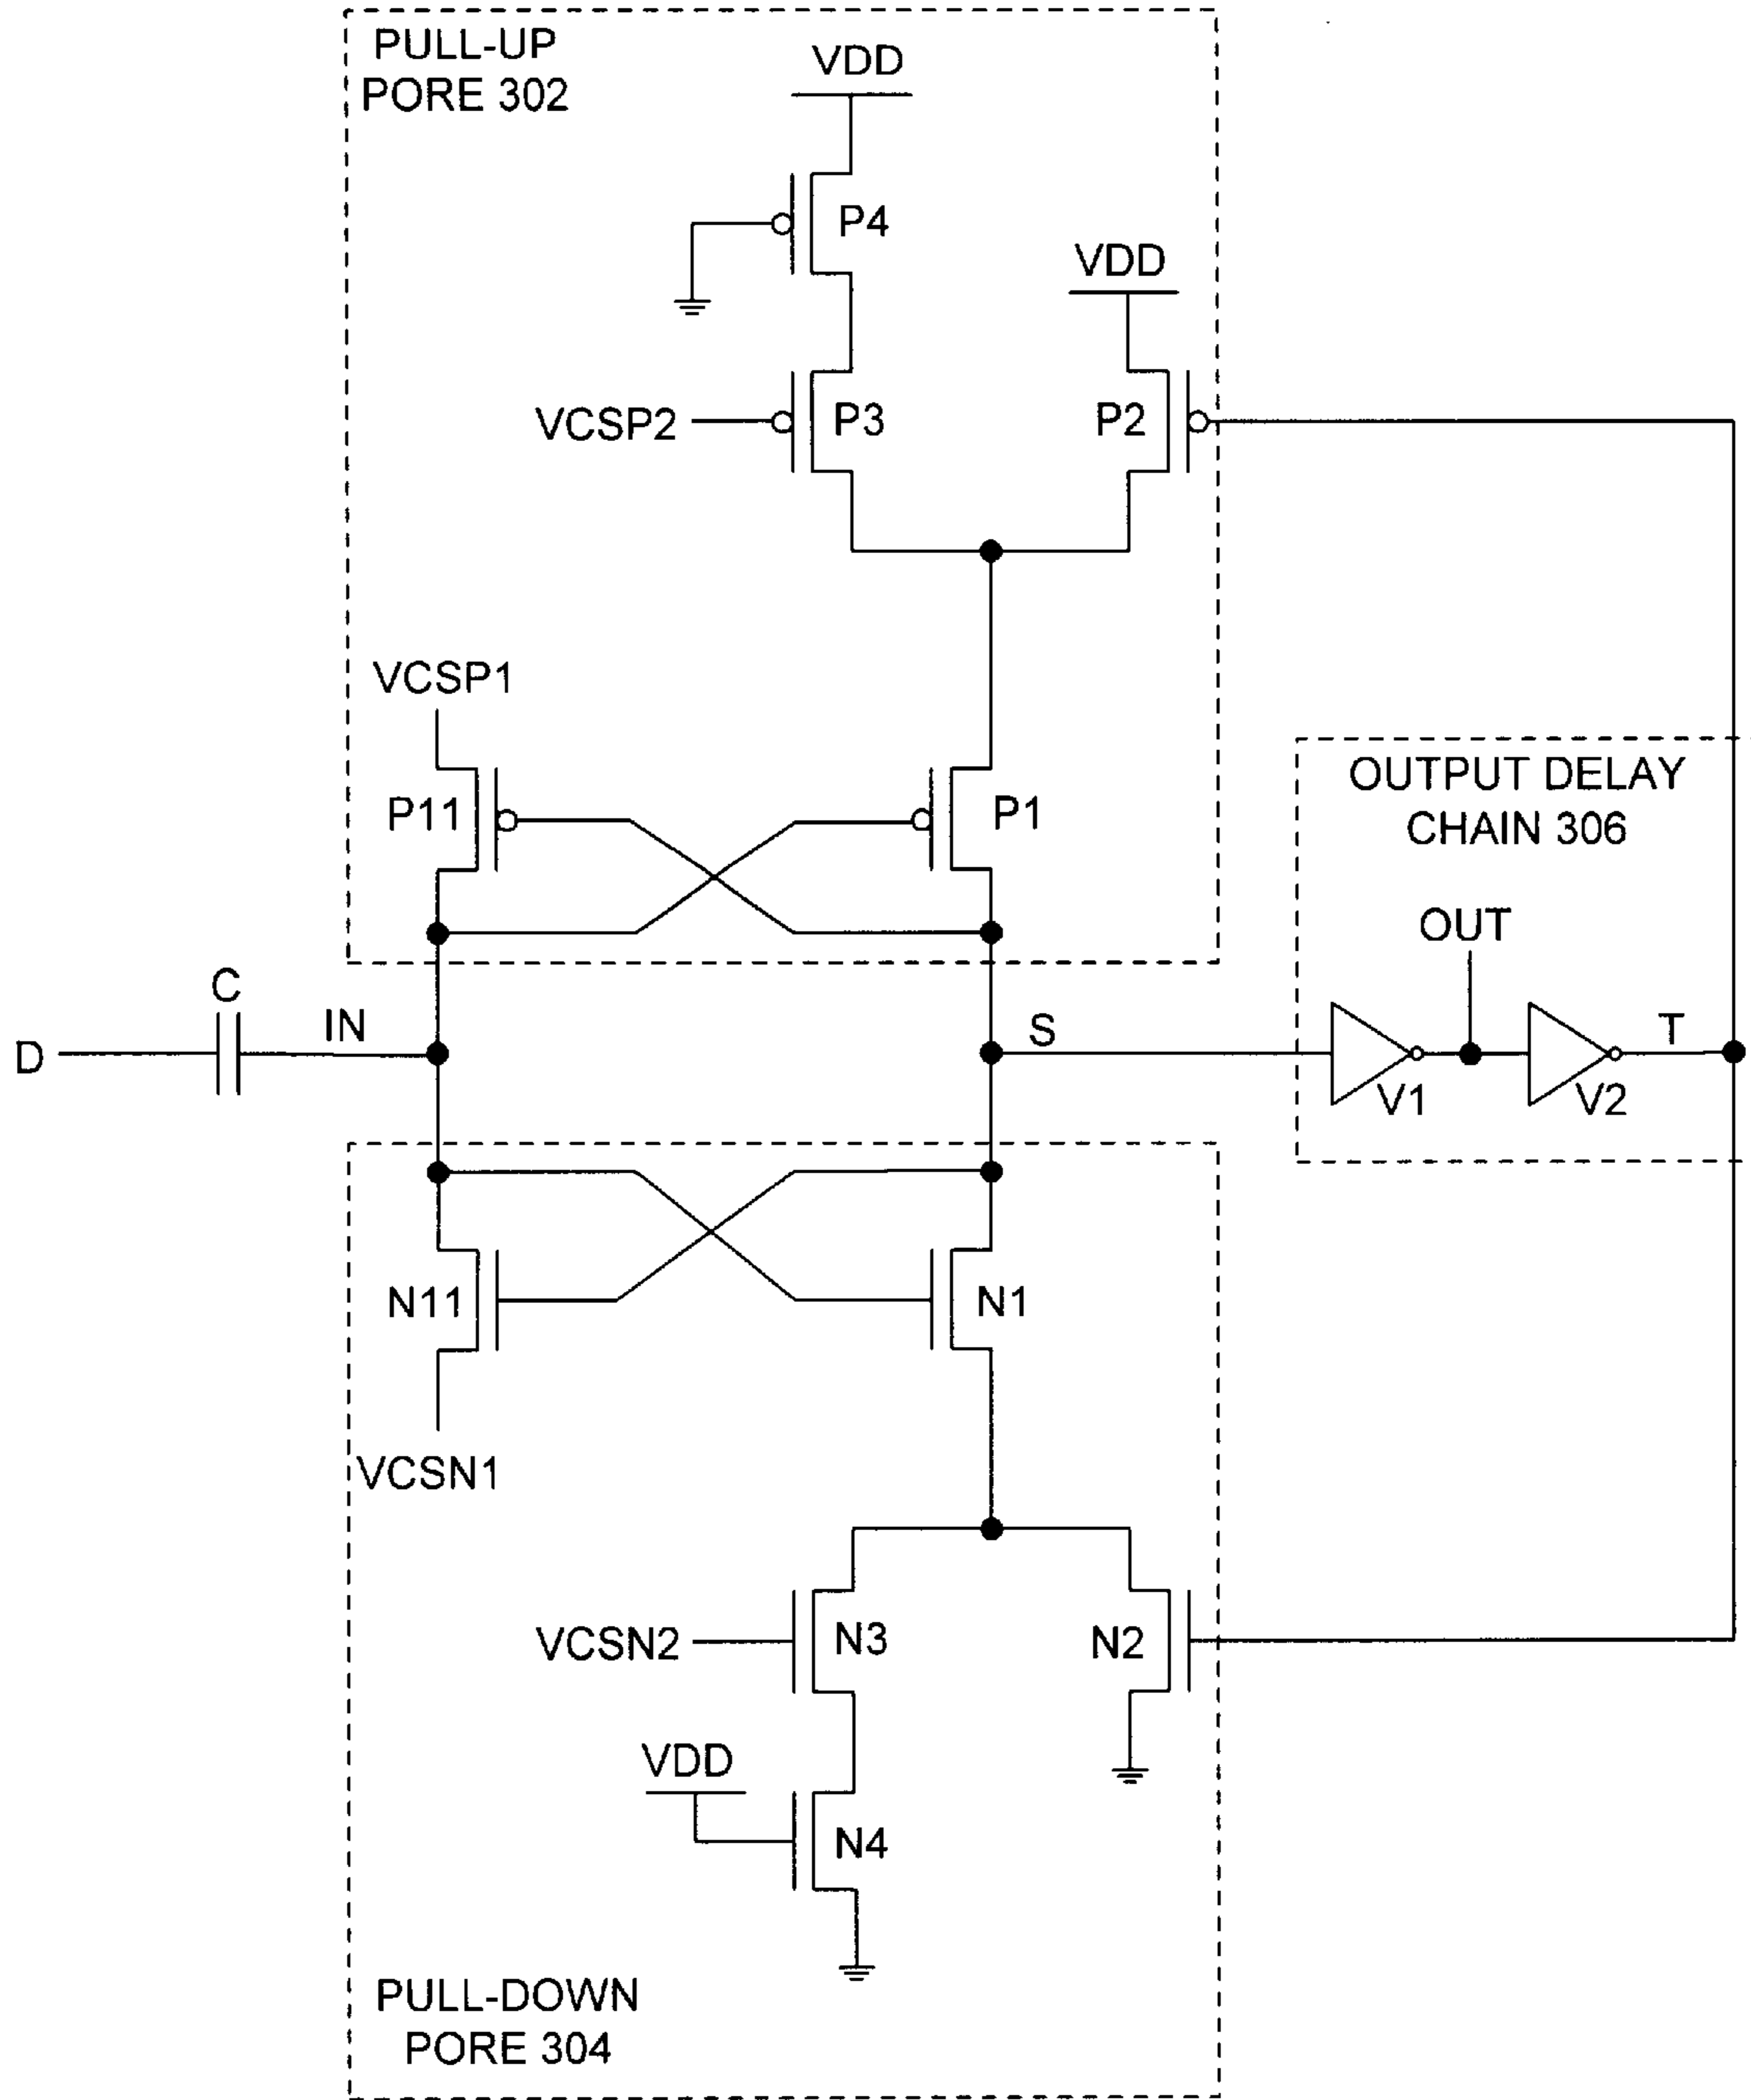 PULL-UP
PORE 302
VDD
P4
VDD
VCSP2
P3
P2
VCSP1
P11
P1
OUTPUT DELAY
CHAIN 306
OUT
C
IN
D
S
T
V1
V2
N11
N1
VCSN1
VCSN2
N3
N2
VDD
N4
PULL-DOWN
PORE 304